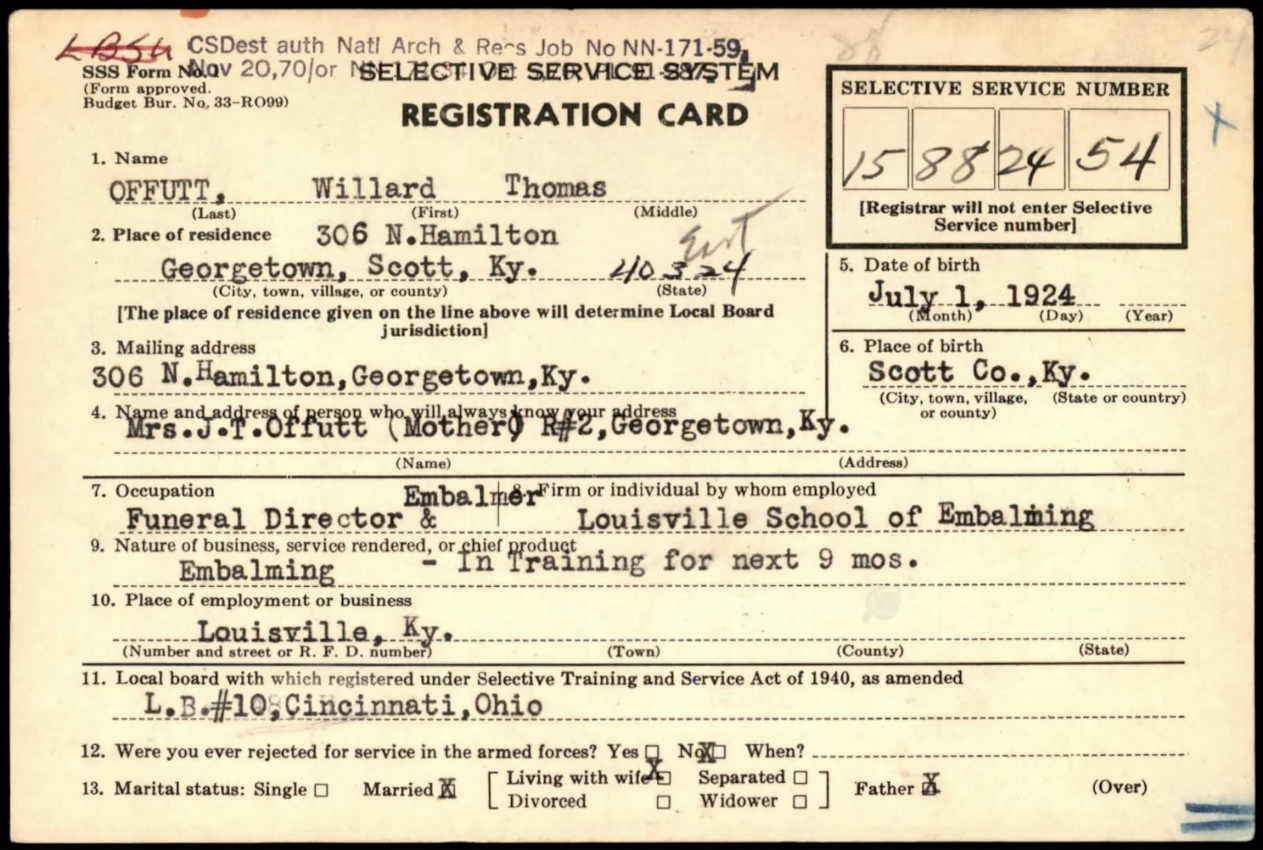 LBSU CSDest auth Natl Arch & Recs Job No NN-171-59,
SSS Form No. 1 Nov 20,70/or SELECTIVE SERVICE SYSTEM
(Form approved.
Budget Bur. No. 33-RO99)
REGISTRATION CARD
SELECTIVE SERVICE NUMBER
15 88 24 54
[Registrar will not enter Selective
Service number]
1. Name
OFFUTT, Willard Thomas
(Last) (First) (Middle)
2. Place of residence 306 N.Hamilton East
Georgetown, Scott, Ky. 40324
(City, town, village, or county) (State)
[The place of residence given on the line above will determine Local Board
jurisdiction]
5. Date of birth
July 1, 1924
(Month) (Day) (Year)
3. Mailing address
306 N.Hamilton,Georgetown,Ky.
6. Place of birth
Scott Co.,Ky.
(City, town, village, (State or country)
or county)
4. Name and address of person who will always know your address
Mrs.J.T.Offutt (Mother) R#2,Georgetown,Ky.
(Name) (Address)
7. Occupation Embalmer
Funeral Director &
8. Firm or individual by whom employed
Louisville School of Embalming
9. Nature of business, service rendered, or chief product
Embalming - In Training for next 9 mos.
10. Place of employment or business
Louisville, Ky.
(Number and street or R. F. D. number) (Town) (County) (State)
11. Local board with which registered under Selective Training and Service Act of 1940, as amended
L.B.#10,Cincinnati,Ohio
12. Were you ever rejected for service in the armed forces? Yes ☐ No X ☐ When?
13. Marital status: Single ☐ Married X [ Living with wife X ☐ Separated ☐ ] Father X (Over)
Divorced ☐ Widower ☐